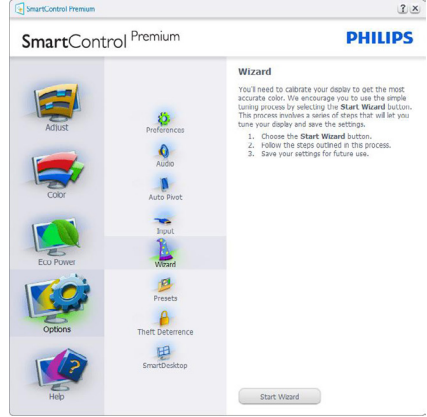 SmartControl Premium
SmartControl Premium
PHILIPS
Adjust
Color
Eco Power
Options
Help
Preferences
Audio
Auto Pivot
Input
Wizard
Presets
Theft Deterrence
SmartDesktop
Wizard
You'll need to calibrate your display to get the most
accurate color. We encourage you to use the simple
tuning process by selecting the Start Wizard button.
This process involves a series of steps that will let you
tune your display and save the settings.
1. Choose the Start Wizard button.
2. Follow the steps outlined in this process.
3. Save your settings for future use.
Start Wizard